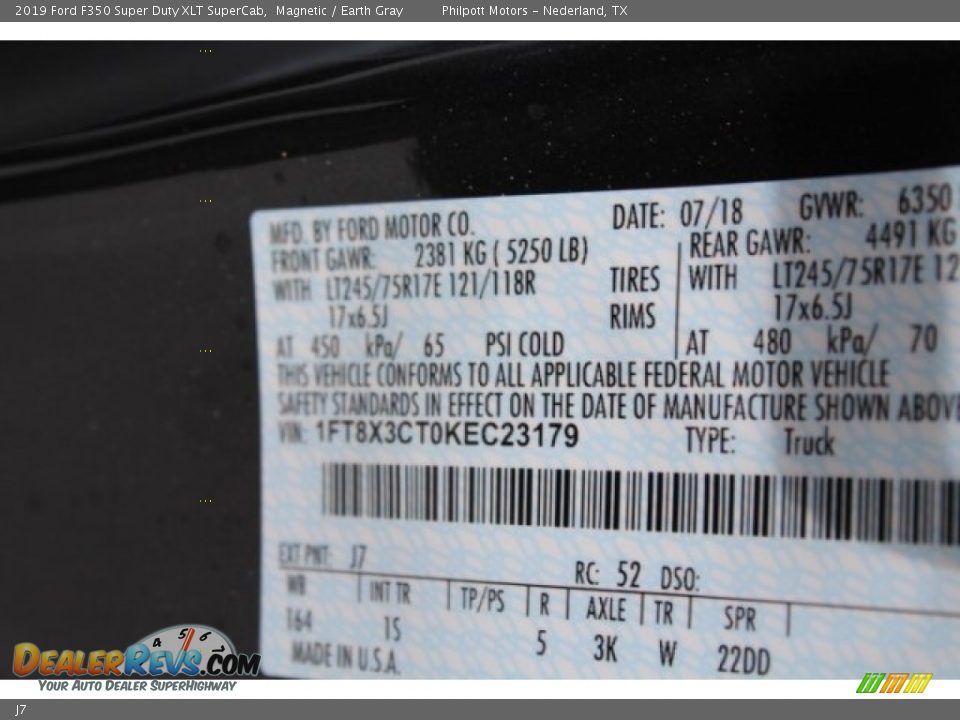 2019 Ford F350 Super Duty XLT SuperCab, Magnetic / Earth Gray Philpott Motors - Nederland, TX
MFD. BY FORD MOTOR CO. DATE: 07/18 GVWR: 6350
FRONT GAWR: 2381 KG ( 5250 LB) REAR GAWR: 4491 KG
WITH LT245/75R17E 121/118R TIRES WITH LT245/75R17E 12
17x6.5J RIMS 17x6.5J
AT 450 kPa/ 65 PSI COLD AT 480 kPa/ 70
THIS VEHICLE CONFORMS TO ALL APPLICABLE FEDERAL MOTOR VEHICLE
SAFETY STANDARDS IN EFFECT ON THE DATE OF MANUFACTURE SHOWN ABOVE
VIN: 1FT8X3CT0KEC23179 TYPE: Truck
EXT PNT: J7 RC: 52 DSO:
WB INT TR TP/PS R AXLE TR SPR
164 1S 5 3K W 22DD
MADE IN U.S.A.
4 5 6
DEALERREVS.COM
YOUR AUTO DEALER SUPERHIGHWAY
J7